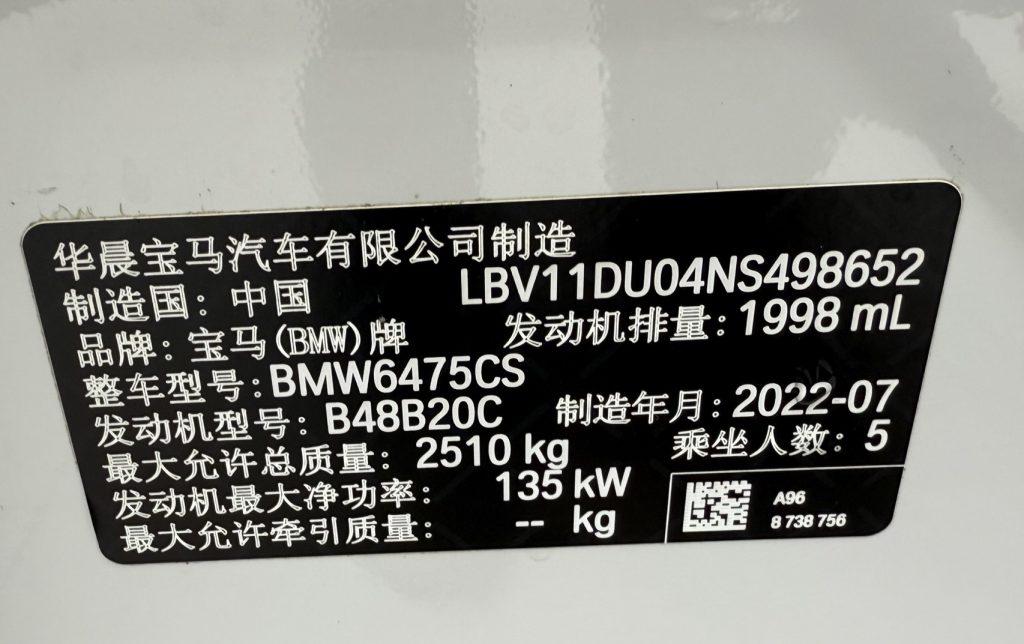 华晨宝马汽车有限公司制造
制造国：中国 LBV11DU04NS498652
品牌：宝马(BMW)牌 发动机排量：1998 mL
整车型号：BMW6475CS
发动机型号：B48B20C 制造年月：2022-07
最大允许总质量：2510 kg 乘坐人数：5
发动机最大净功率：135 kW
最大允许牵引质量：-- kg
A96
8 738 756